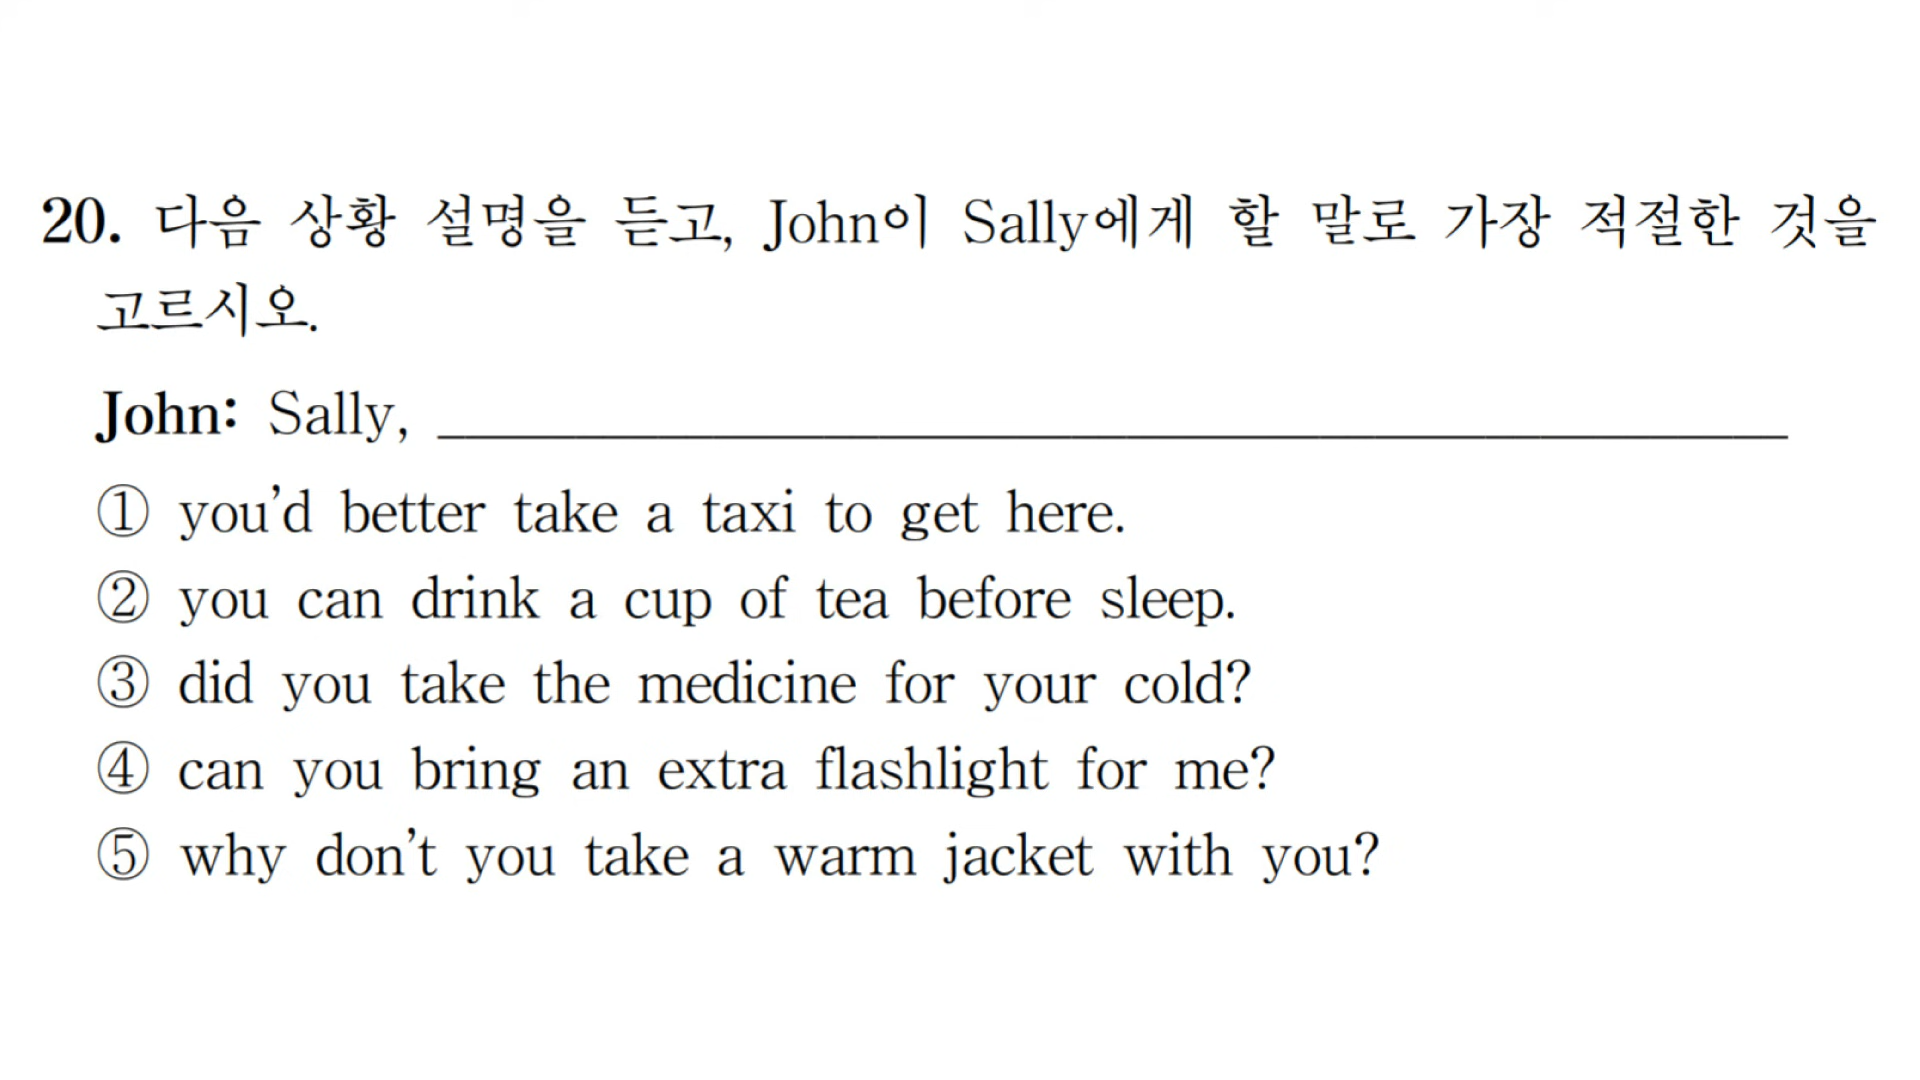 20. 다음 상황 설명을 듣고, John이 Sally에게 할 말로 가장 적절한 것을
고르시오.
John: Sally, ________________________________________
① you’d better take a taxi to get here.
② you can drink a cup of tea before sleep.
③ did you take the medicine for your cold?
④ can you bring an extra flashlight for me?
⑤ why don’t you take a warm jacket with you?